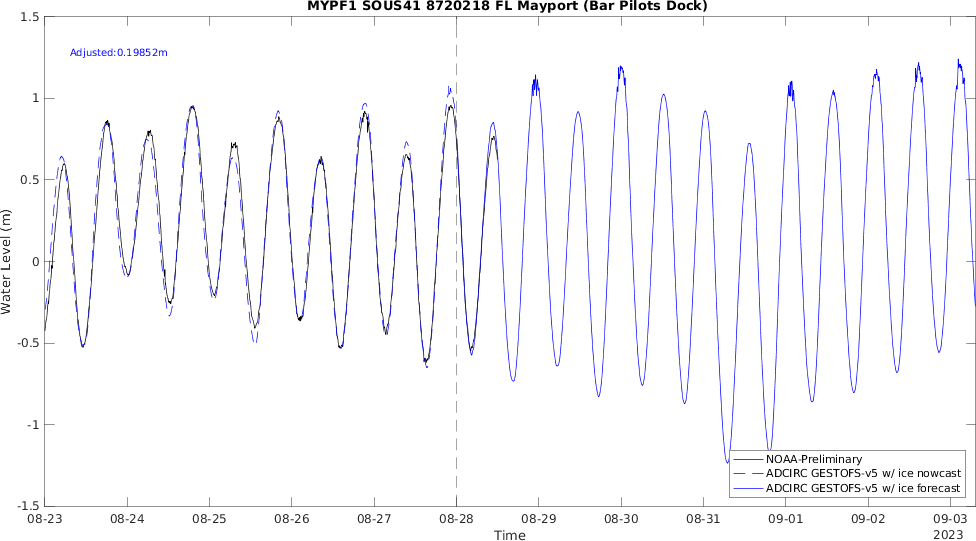 MYPF1 SOUS41 8720218 FL Mayport (Bar Pilots Dock)
1.5
Adjusted:0.19852m
1
0.5
0
-0.5
-1
-1.5
Water Level (m)
NOAA-Preliminary
ADCIRC GESTOFS-v5 w/ ice nowcast
ADCIRC GESTOFS-v5 w/ ice forecast
08-23 08-24 08-25 08-26 08-27 08-28 08-29 08-30 08-31 09-01 09-02 09-03
Time 2023